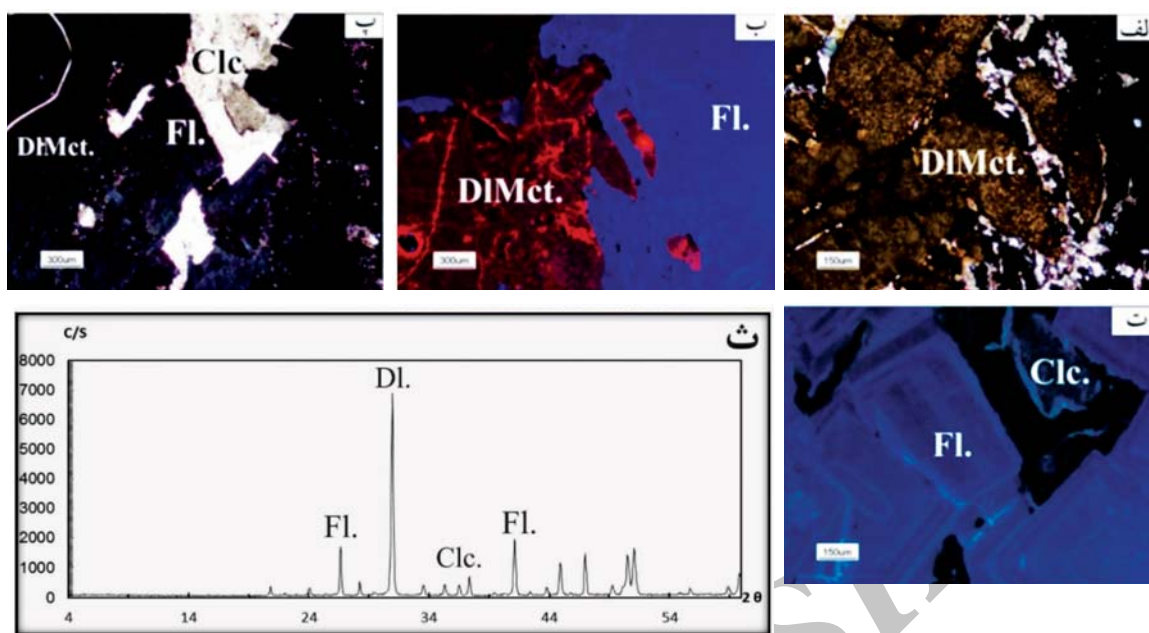 پ
Clc.
Fl.
DlMct.
300um
ب
Fl.
DlMct.
300um
الف
DlMct.
150um
ت
Clc.
Fl.
150um
ث
C/S
8000
7000
6000
5000
4000
3000
2000
1000
0
Dl.
Fl.
Clc.
Fl.
4 14 24 34 44 54
2θ